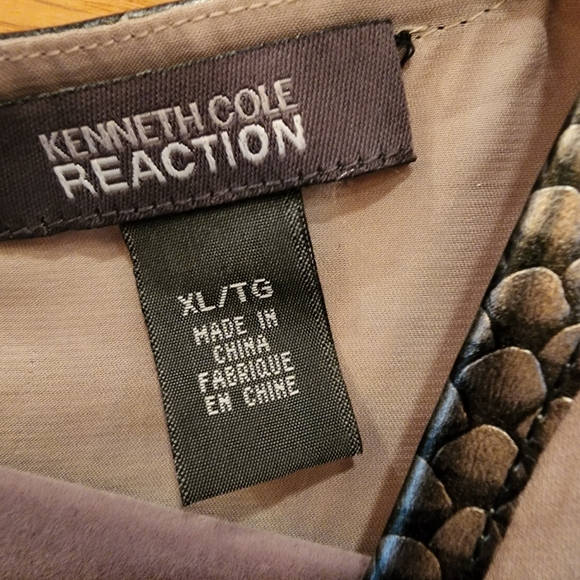 KENNETH COLE
REACTION
XL/TG
MADE IN
CHINA
FABRIQUE
EN CHINE